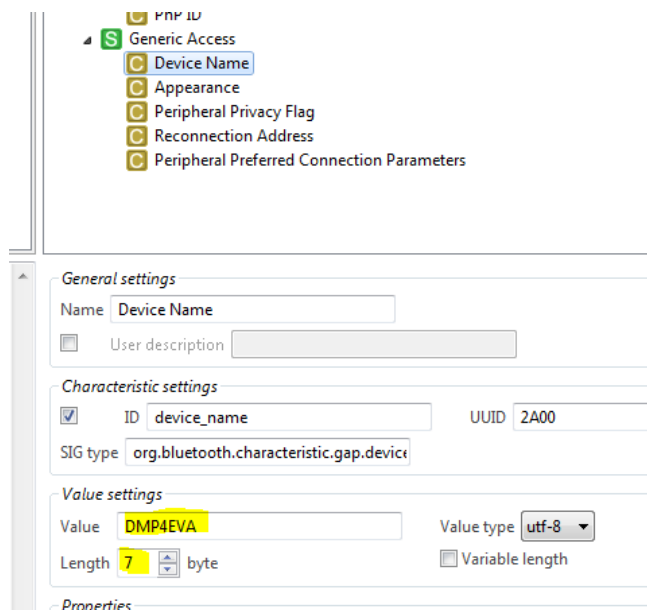 PnP ID
S Generic Access
C Device Name
C Appearance
C Peripheral Privacy Flag
C Reconnection Address
C Peripheral Preferred Connection Parameters
General settings
Name Device Name
User description
Characteristic settings
ID device_name UUID 2A00
SIG type org.bluetooth.characteristic.gap.device
Value settings
Value DMP4EVA Value type utf-8
Length 7 byte Variable length
Properties